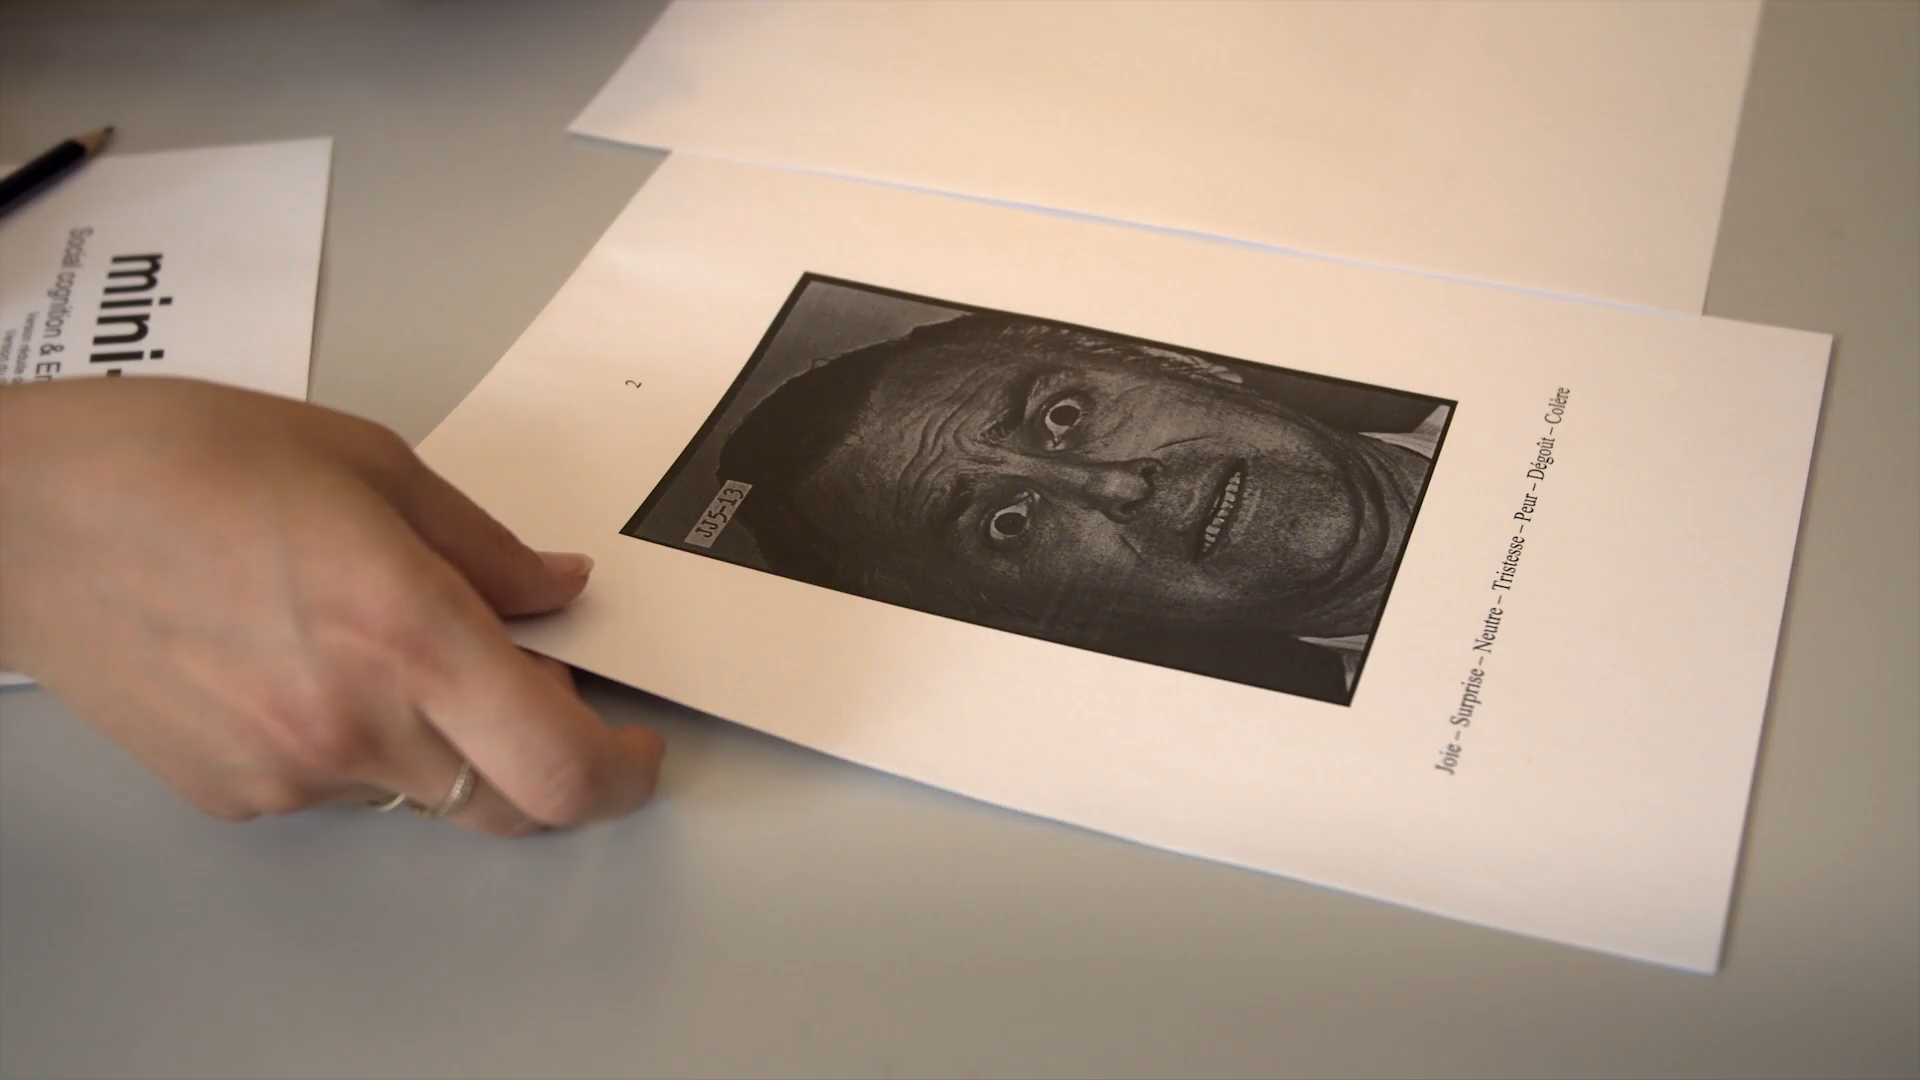 mini-
Social cognition &
2
JJ5-13
Joie – Surprise – Neutre – Tristesse – Peur – Dégoût – Colère